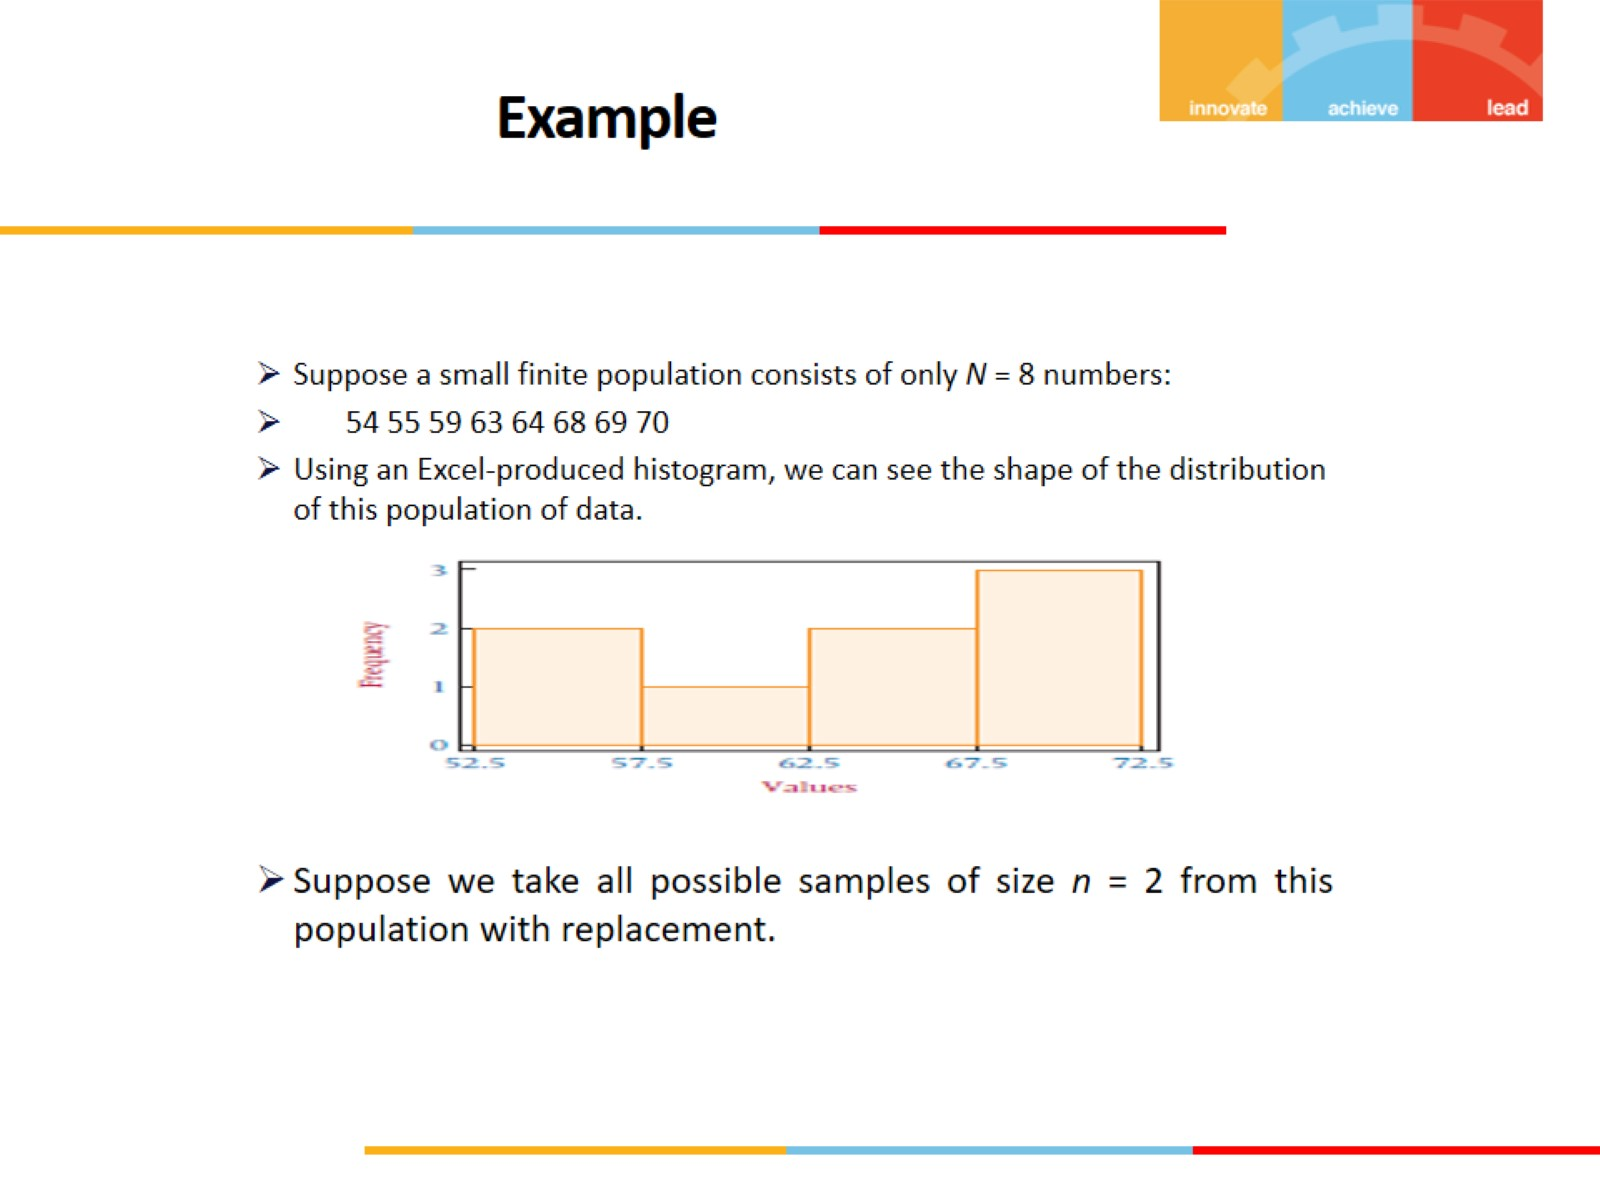 innovate achieve lead
Example
➢ Suppose a small finite population consists of only N = 8 numbers:
➢ 54 55 59 63 64 68 69 70
➢ Using an Excel-produced histogram, we can see the shape of the distribution
of this population of data.
3
2
1
0
Frequency
52.5 57.5 62.5 67.5 72.5
Values
➢ Suppose we take all possible samples of size n = 2 from this
population with replacement.